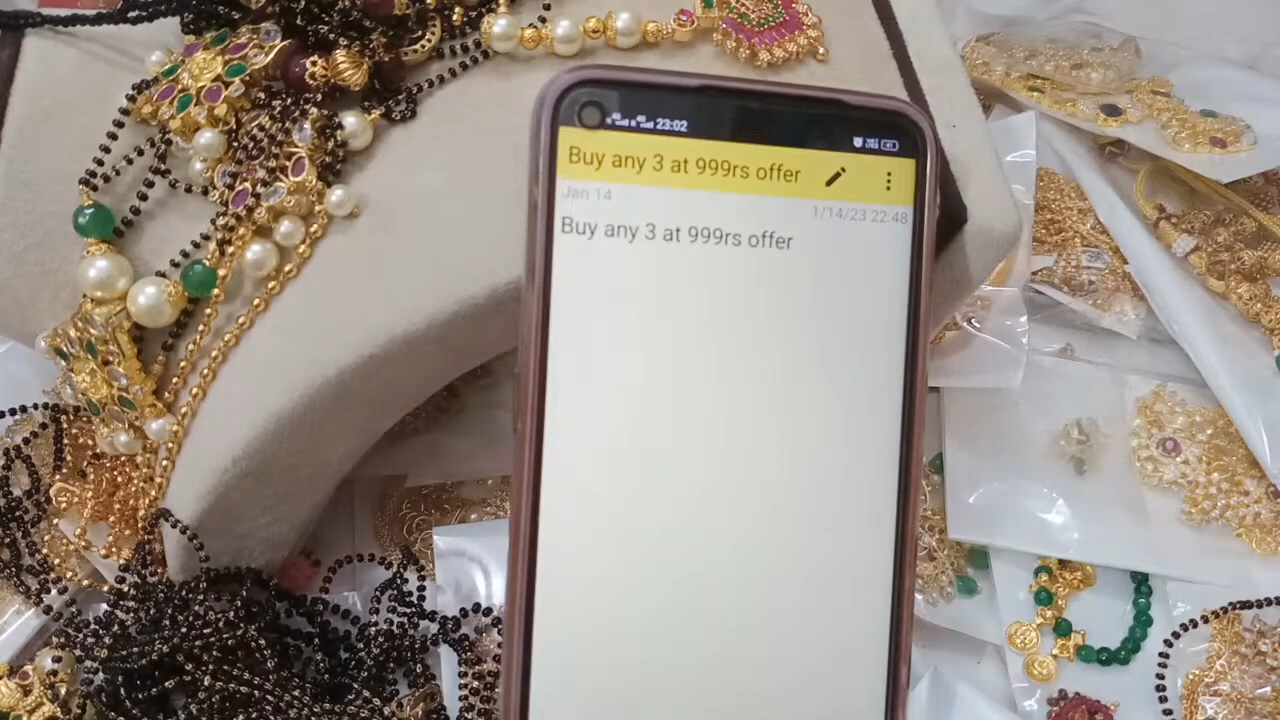 23:02
Buy any 3 at 999rs offer
Jan 14
1/14/23 22:48
Buy any 3 at 999rs offer